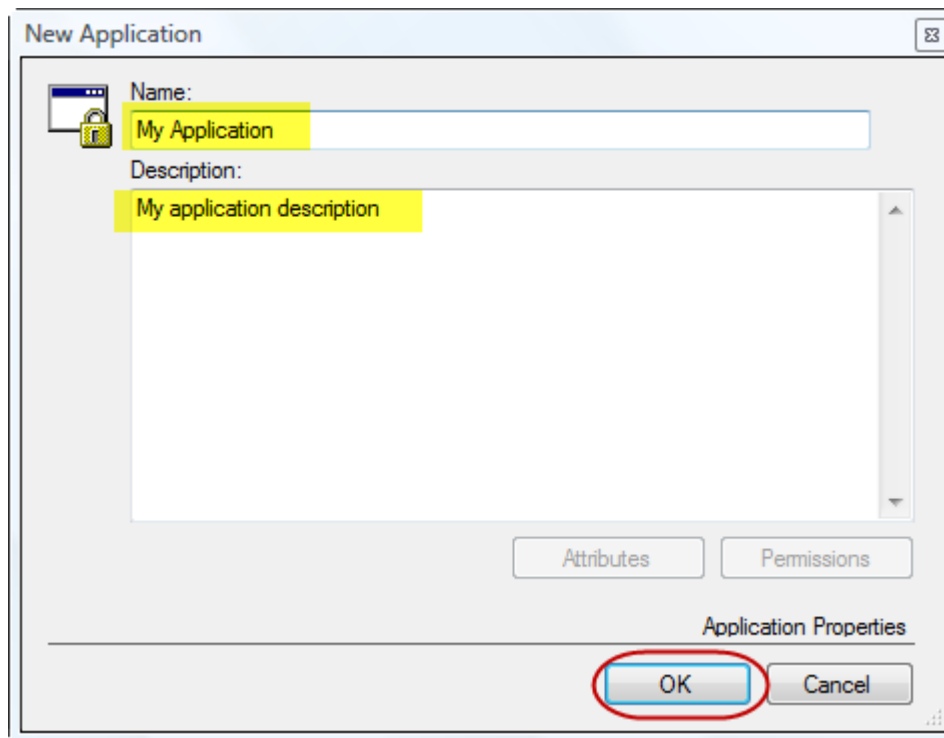 New Application
Name:
My Application
Description:
My application description
Attributes
Permissions
Application Properties
OK
Cancel